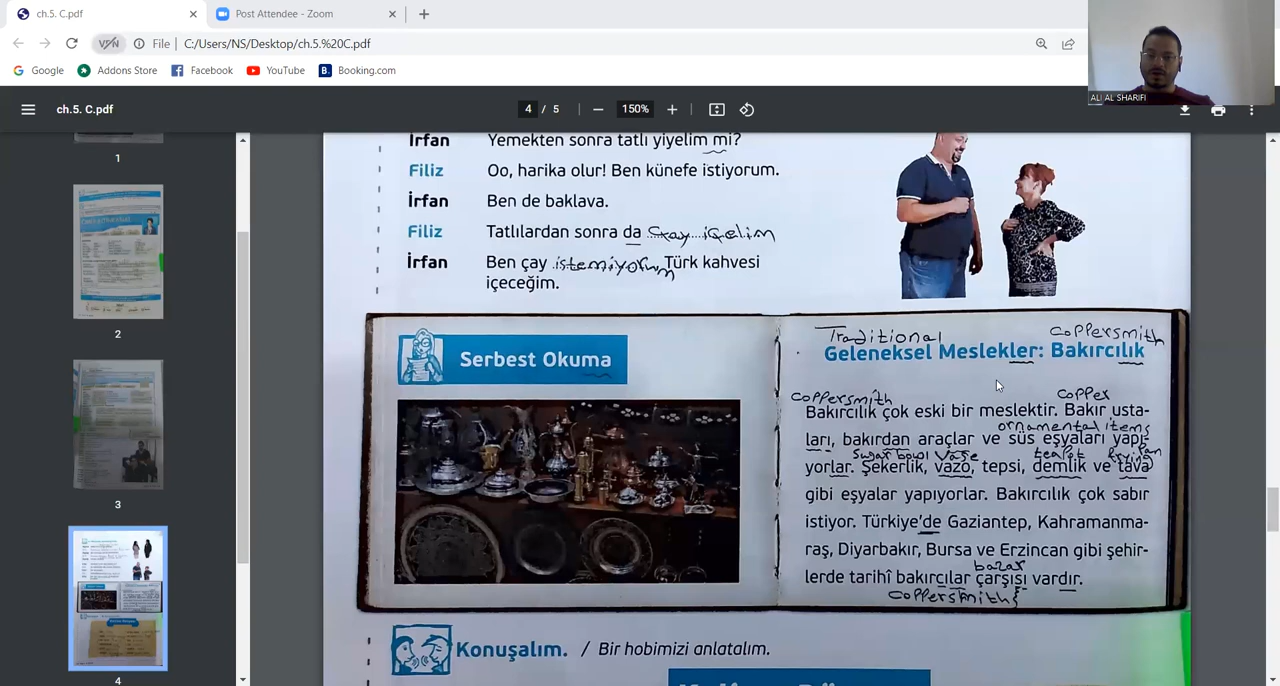 ch.5. C.pdf
Post Attendee - Zoom
VPN
File
C:/Users/NS/Desktop/ch.5.%20C.pdf
Google
Addons Store
Facebook
YouTube
B.
Booking.com
ALI AL SHARIFI
ch.5. C.pdf
4 / 5
150%
1
2
3
4
İrfan Yemekten sonra tatlı yiyelim mi?
Filiz Oo, harika olur! Ben künefe istiyorum.
İrfan Ben de baklava.
Filiz Tatlılardan sonra da çay içelim
İrfan Ben çay istemiyorum Türk kahvesi
içeceğim.
Serbest Okuma
Traditional coppersmith
Geleneksel Meslekler: Bakırcılık
coppersmith copper
Bakırcılık çok eski bir meslektir. Bakır usta-
ornamental items
ları, bakırdan araçlar ve süs eşyaları yapı-
sugar bowl vase teapot
yorlar. Şekerlik, vazo, tepsi, demlik ve tava
gibi eşyalar yapıyorlar. Bakırcılık çok sabır
istiyor. Türkiye'de Gaziantep, Kahramanma-
raş, Diyarbakır, Bursa ve Erzincan gibi şehir-
bazar
lerde tarihî bakırcılar çarşısı vardır.
coppersmiths
Konuşalım. / Bir hobimizi anlatalım.